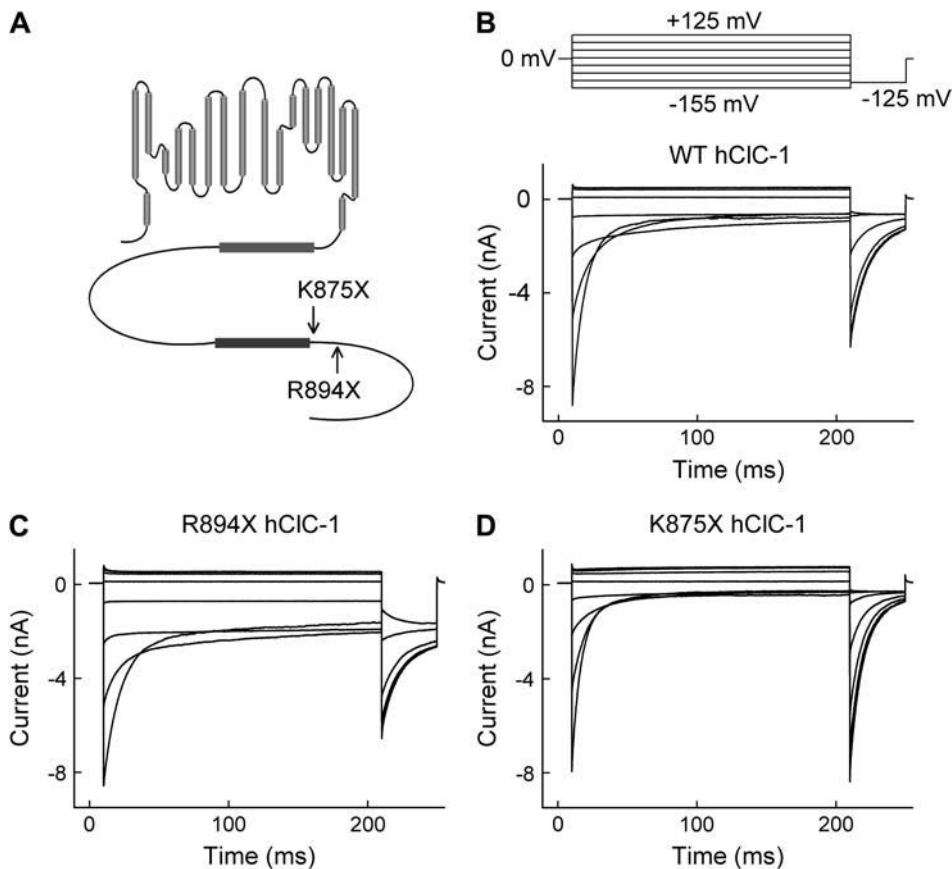 A
K875X
R894X
B
+125 mV
0 mV
-155 mV
-125 mV
WT hClC-1
0
-4
-8
Current (nA)
0
100
200
Time (ms)
C
R894X hClC-1
0
-4
-8
Current (nA)
0
100
200
Time (ms)
D
K875X hClC-1
0
-4
-8
Current (nA)
0
100
200
Time (ms)